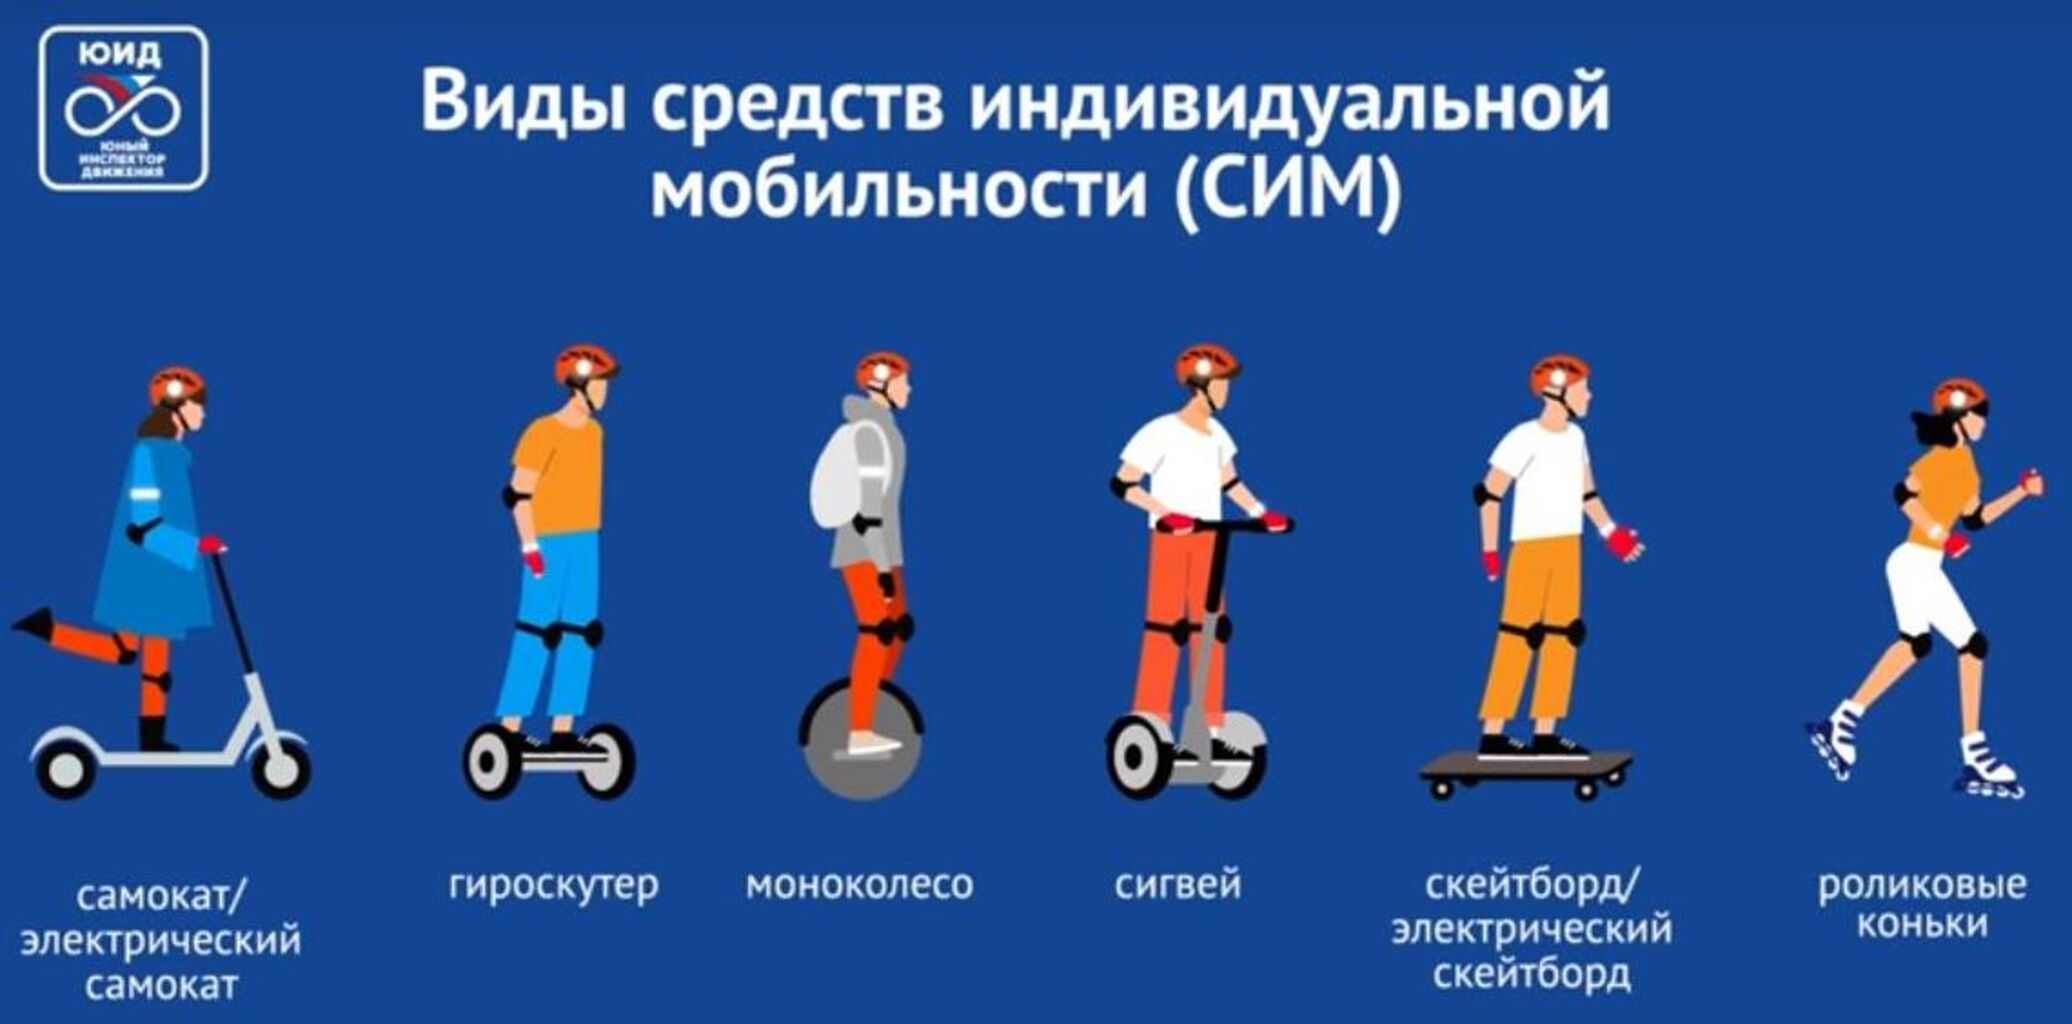 ЮИД
ЮНЫЙ
ИНСПЕКТОР
ДВИЖЕНИЯ
Виды средств индивидуальной
мобильности (СИМ)
самокат/
электрический
самокат
гироскутер
моноколесо
сигвей
скейтборд/
электрический
скейтборд
роликовые
коньки